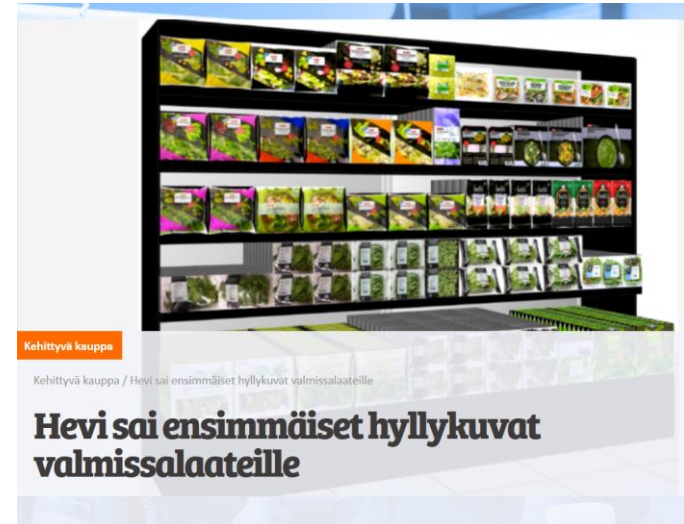 Kehittyvä kauppa
Kehittyvä kauppa / Hevi sai ensimmäiset hyllykuvat valmissalaateille
Hevi sai ensimmäiset hyllykuvat
valmissalaateille